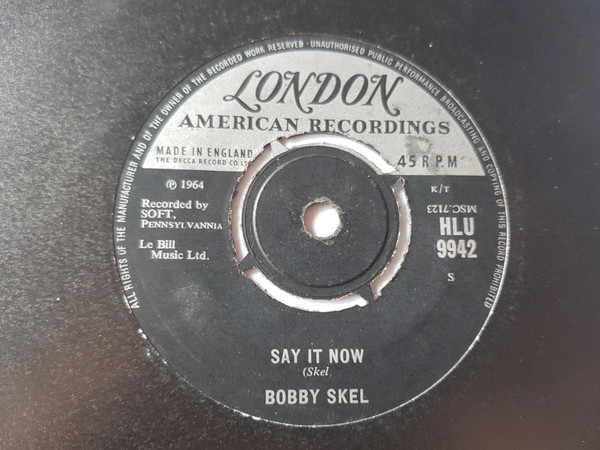 ALL RIGHTS OF THE MANUFACTURER AND OF THE OWNER OF THE RECORDED WORK RESERVED · UNAUTHORISED PUBLIC PERFORMANCE BROADCASTING AND COPYING OF THIS RECORD PROHIBITED
LONDON
AMERICAN RECORDINGS
MADE IN ENGLAND
THE DECCA RECORD CO. LTD
45 R P M
℗ 1964
K/T
Recorded by
SOFT,
PENNSYLVANNIA
MSC.7123
HLU
9942
Le Bill
Music Ltd.
S
SAY IT NOW
(Skel
BOBBY SKEL